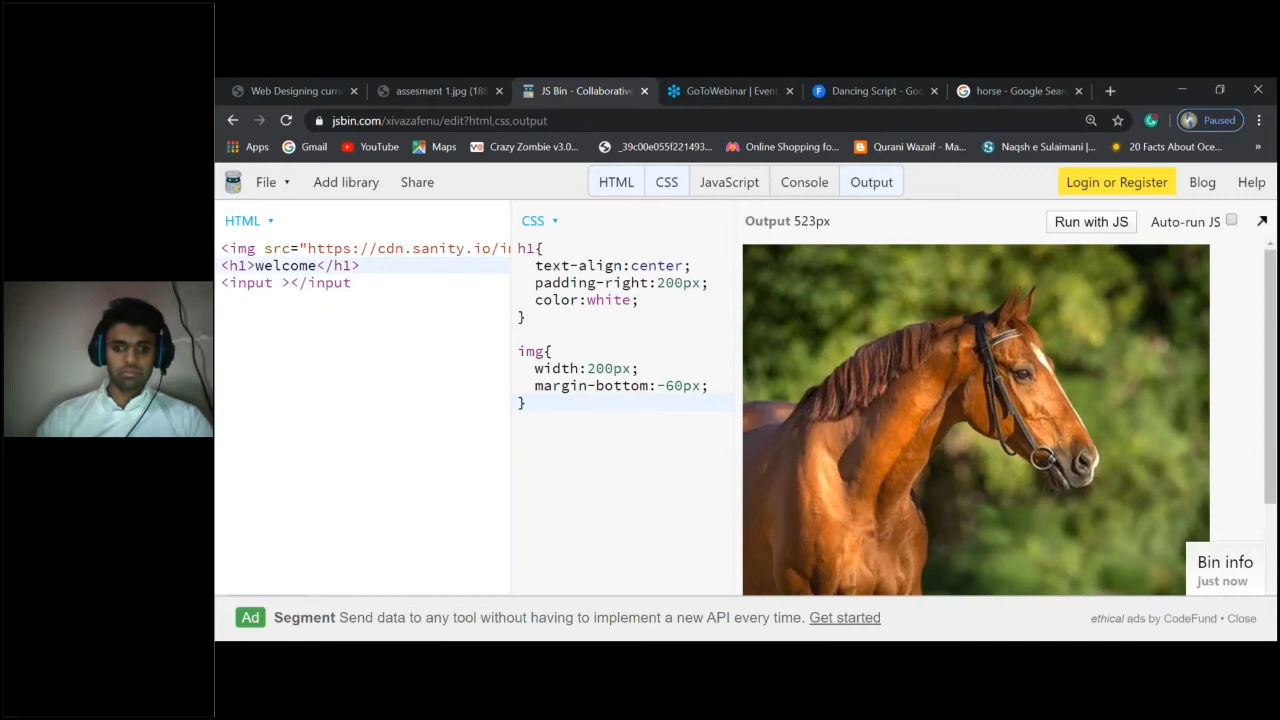 Web Designing curri
assesment 1.jpg (188
JS Bin - Collaborative
GoToWebinar | Event
Dancing Script - Goo
horse - Google Search
jsbin.com/xivazafenu/edit?html,css,output
Paused
Apps
Gmail
YouTube
Maps
Crazy Zombie v3.0...
_39c00e055f221493...
Online Shopping fo...
Qurani Wazaif - Ma...
Naqsh e Sulaimani |...
20 Facts About Oce...
»
File
Add library
Share
HTML
CSS
JavaScript
Console
Output
Login or Register
Blog
Help
HTML
<img src="https://cdn.sanity.io/im
<h1>welcome</h1>
<input ></input
CSS
h1{
text-align:center;
padding-right:200px;
color:white;
}
img{
width:200px;
margin-bottom:-60px;
}
Output 523px
Run with JS
Auto-run JS
Bin info
just now
Ad Segment Send data to any tool without having to implement a new API every time. Get started
ethical ads by CodeFund • Close